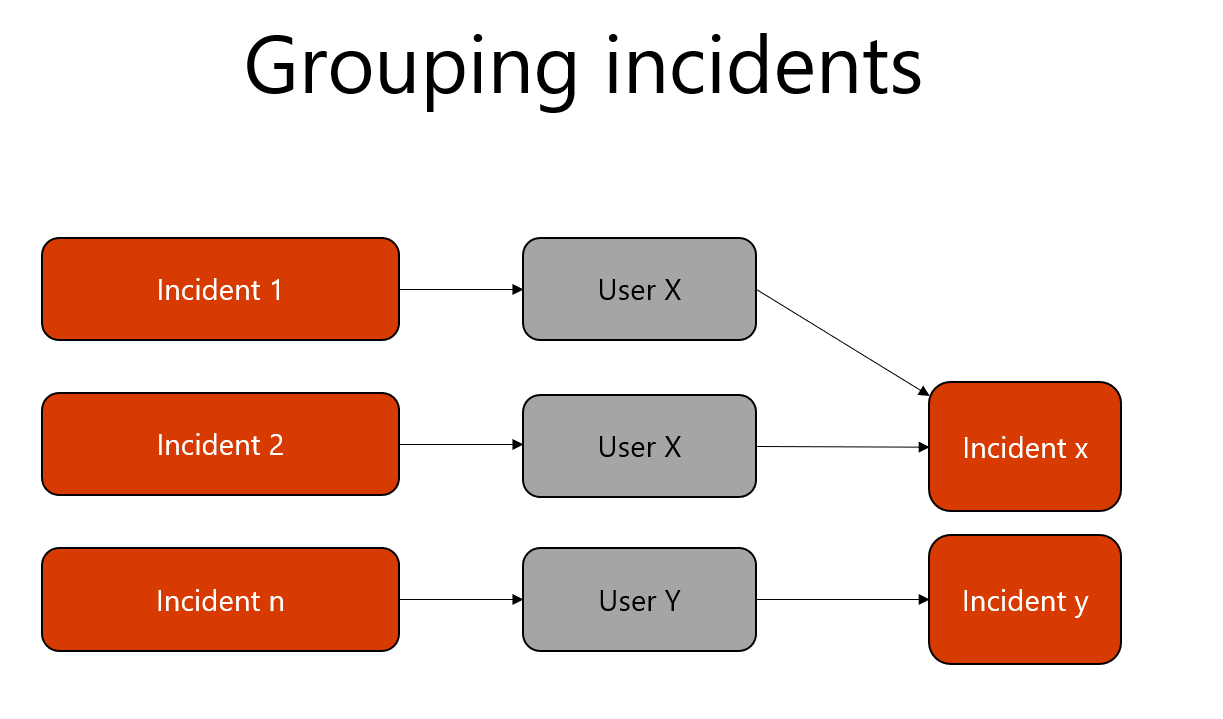 Grouping incidents
Incident 1
User X
Incident 2
User X
Incident x
Incident n
User Y
Incident y